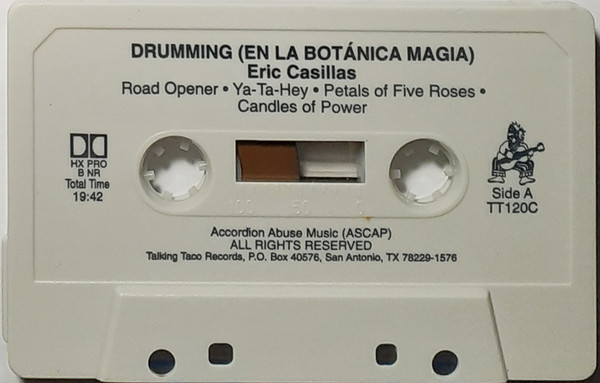 DRUMMING (EN LA BOTÁNICA MAGIA)
Eric Casillas
Road Opener • Ya-Ta-Hey • Petals of Five Roses •
Candles of Power
HX PRO
B NR
Total Time
19:42
100 50 0
Side A
TT120C
Accordion Abuse Music (ASCAP)
ALL RIGHTS RESERVED
Talking Taco Records, P.O. Box 40576, San Antonio, TX 78229-1576